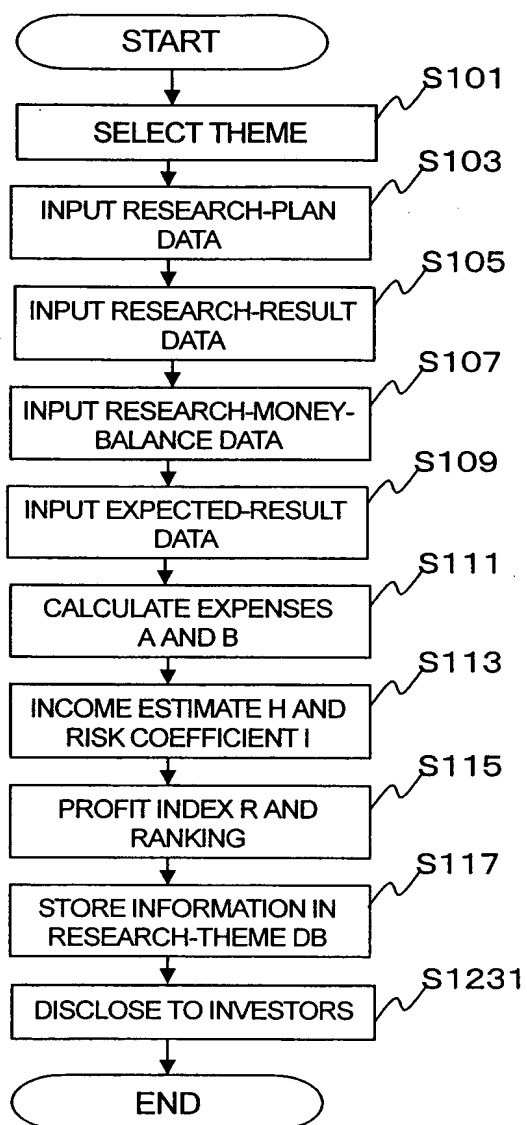 START
S101
SELECT THEME
S103
INPUT RESEARCH-PLAN
DATA
S105
INPUT RESEARCH-RESULT
DATA
S107
INPUT RESEARCH-MONEY-
BALANCE DATA
S109
INPUT EXPECTED-RESULT
DATA
S111
CALCULATE EXPENSES
A AND B
S113
INCOME ESTIMATE H AND
RISK COEFFICIENT I
S115
PROFIT INDEX R AND
RANKING
S117
STORE INFORMATION IN
RESEARCH-THEME DB
S1231
DISCLOSE TO INVESTORS
END